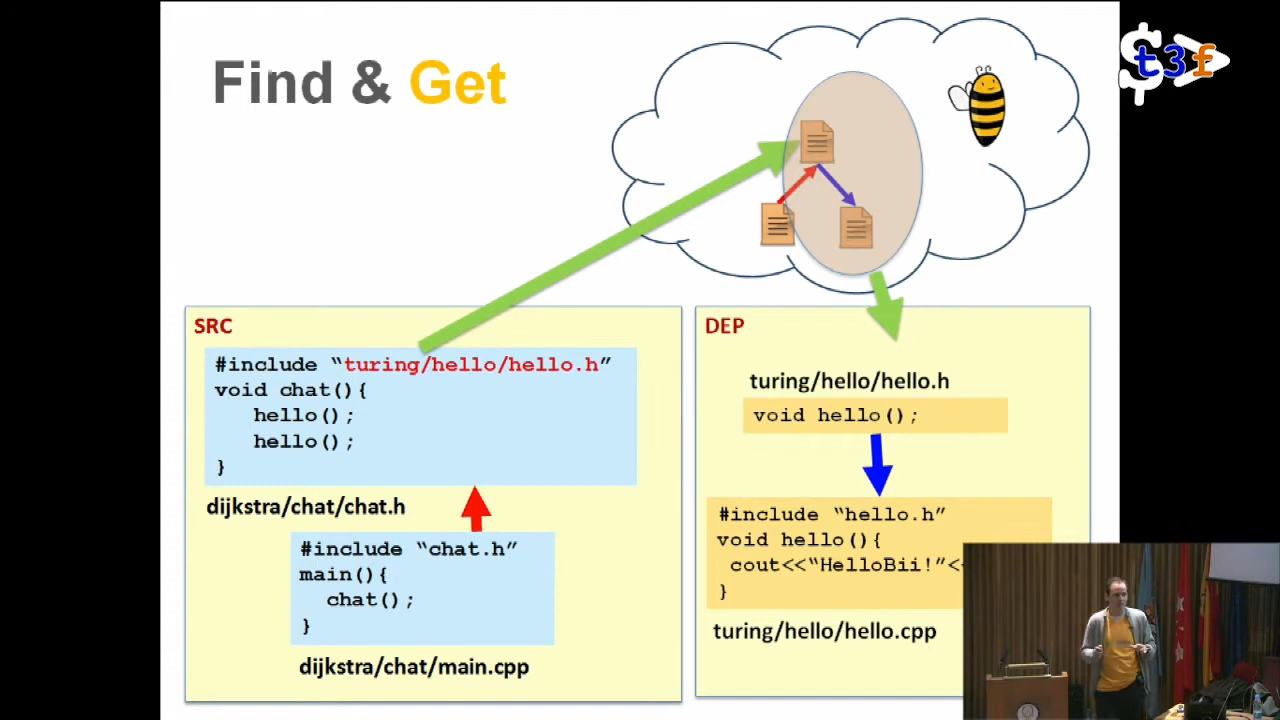 Find & Get
$t3f
SRC
#include “turing/hello/hello.h”
void chat(){
hello();
hello();
}
dijkstra/chat/chat.h
#include “chat.h”
main(){
chat();
}
dijkstra/chat/main.cpp
DEP
turing/hello/hello.h
void hello();
#include “hello.h”
void hello(){
cout<<“HelloBii!”<
}
turing/hello/hello.cpp